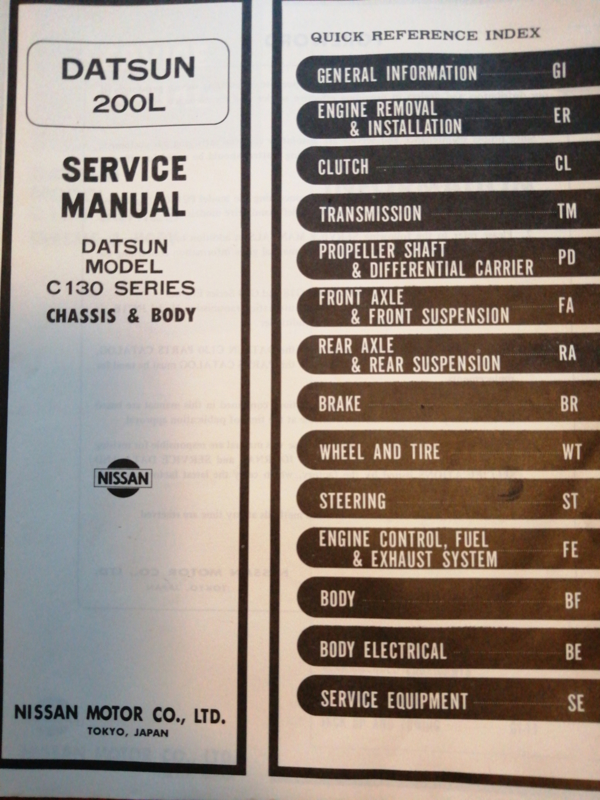 DATSUN
200L
SERVICE
MANUAL
DATSUN
MODEL
C130 SERIES
CHASSIS & BODY
NISSAN
NISSAN MOTOR CO., LTD.
TOKYO, JAPAN
QUICK REFERENCE INDEX
GENERAL INFORMATION GI
ENGINE REMOVAL
& INSTALLATION ER
CLUTCH CL
TRANSMISSION TM
PROPELLER SHAFT
& DIFFERENTIAL CARRIER PD
FRONT AXLE
& FRONT SUSPENSION FA
REAR AXLE
& REAR SUSPENSION RA
BRAKE BR
WHEEL AND TIRE WT
STEERING ST
ENGINE CONTROL, FUEL
& EXHAUST SYSTEM FE
BODY BF
BODY ELECTRICAL BE
SERVICE EQUIPMENT SE